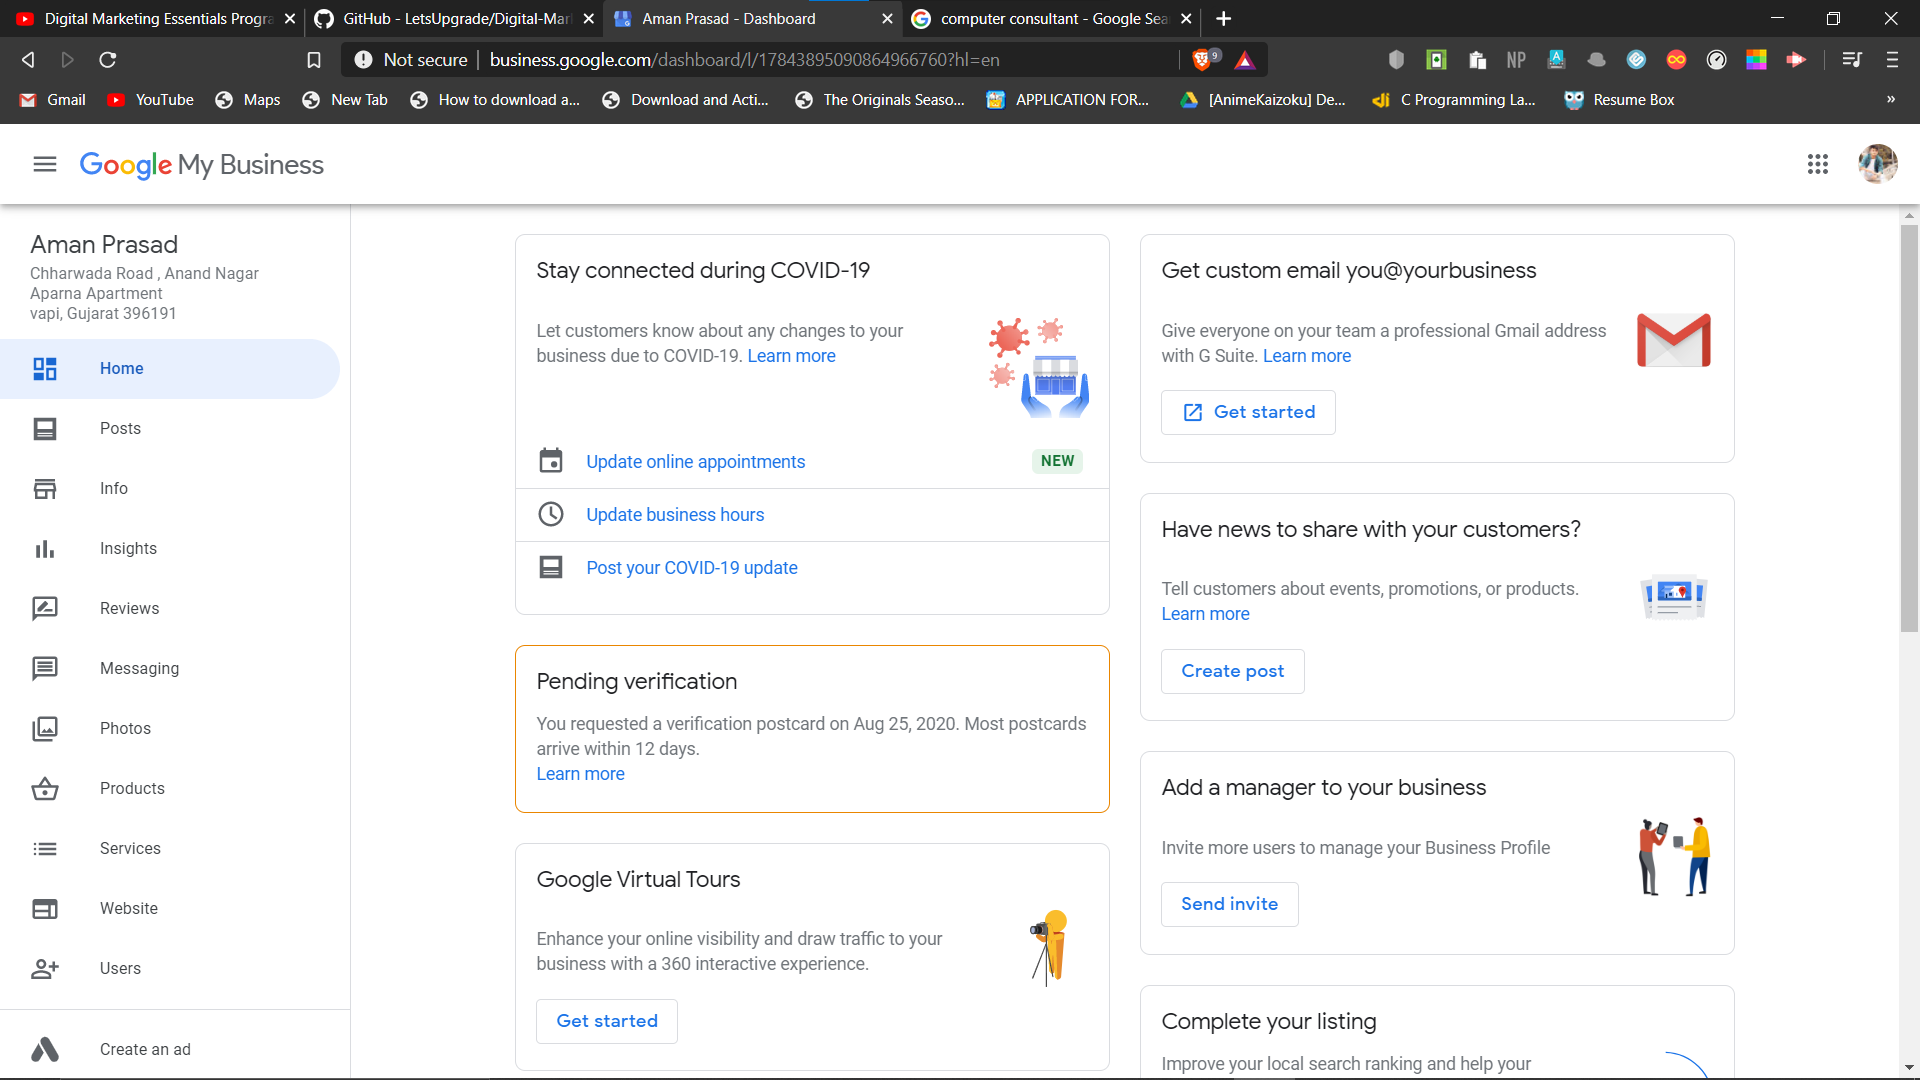 Digital Marketing Essentials Progra
GitHub - LetsUpgrade/Digital-Mar
Aman Prasad - Dashboard
computer consultant - Google Sea
Not secure
business.google.com/dashboard/l/17843895090864966760?hl=en
9
NP
Gmail
YouTube
Maps
New Tab
How to download a...
Download and Acti...
The Originals Seaso...
APPLICATION FOR...
[AnimeKaizoku] De...
C Programming La...
Resume Box
»
Google My Business
Aman Prasad
Chharwada Road , Anand Nagar
Aparna Apartment
vapi, Gujarat 396191
Home
Posts
Info
Insights
Reviews
Messaging
Photos
Products
Services
Website
Users
Create an ad
Stay connected during COVID-19
Let customers know about any changes to your
business due to COVID-19. Learn more
Update online appointments
NEW
Update business hours
Post your COVID-19 update
Pending verification
You requested a verification postcard on Aug 25, 2020. Most postcards
arrive within 12 days.
Learn more
Google Virtual Tours
Enhance your online visibility and draw traffic to your
business with a 360 interactive experience.
Get started
Get custom email you@yourbusiness
Give everyone on your team a professional Gmail address
with G Suite. Learn more
Get started
Have news to share with your customers?
Tell customers about events, promotions, or products.
Learn more
Create post
Add a manager to your business
Invite more users to manage your Business Profile
Send invite
Complete your listing
Improve your local search ranking and help your